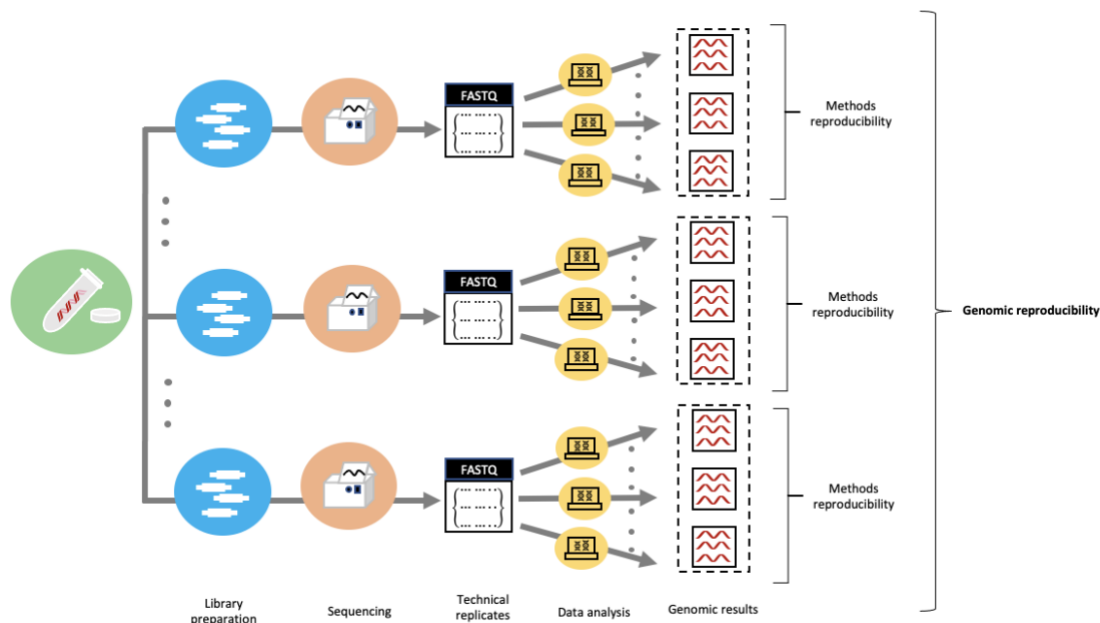 FASTQ
Methods
reproducibility
FASTQ
Methods
reproducibility
Genomic reproducibility
FASTQ
Methods
reproducibility
Library
preparation
Sequencing
Technical
replicates
Data analysis
Genomic results